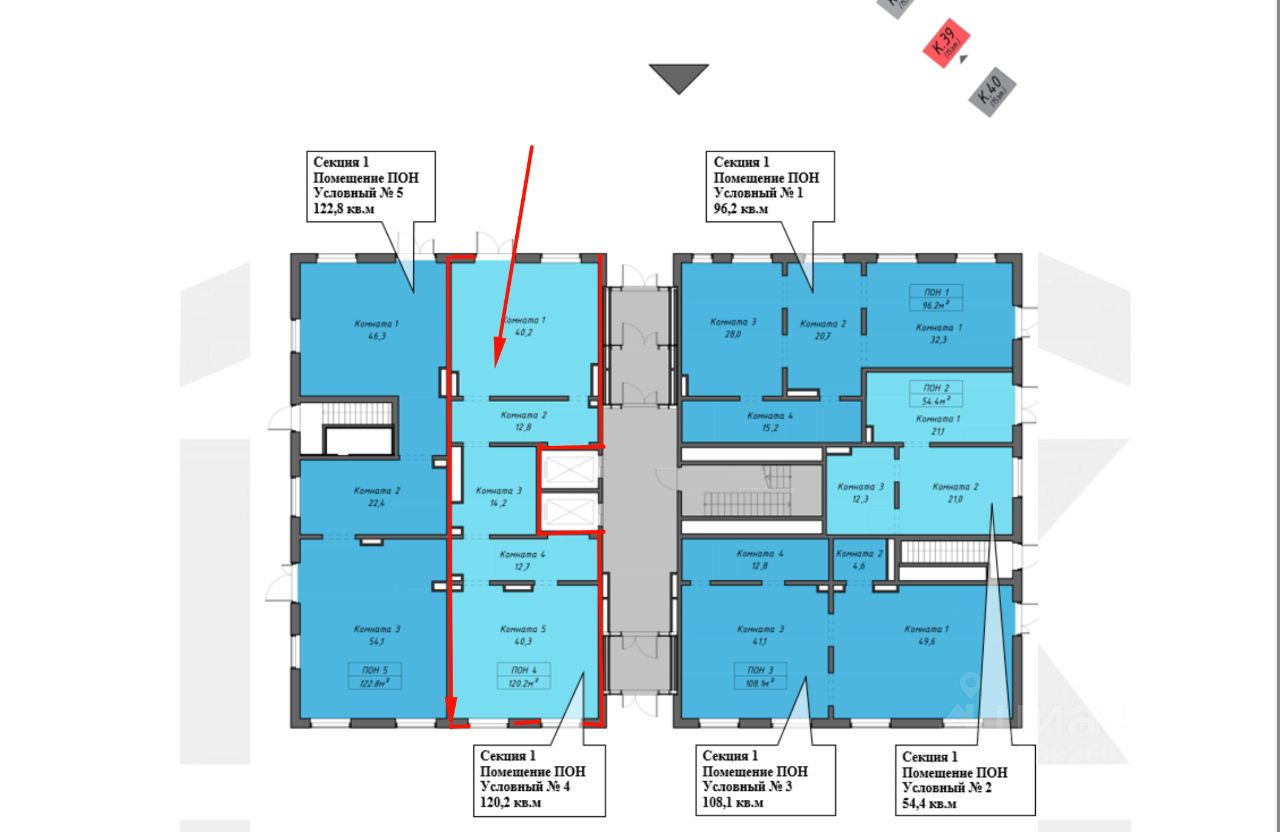 К.39
(15эт.)
К.40
(15эт.)
Секция 1
Помещение ПОН
Условный № 5
122,8 кв.м
Секция 1
Помещение ПОН
Условный № 1
96,2 кв.м
Комната 1
46,3
Комната 1
40,2
Комната 3
28,0
Комната 2
20,7
ПОН 1
96.2м²
Комната 1
32,3
ПОН 2
54.4м²
Комната 1
21,1
Комната 2
12,8
Комната 4
15,2
Комната 2
22,4
Комната 3
14,2
Комната 3
12,3
Комната 2
21,0
Комната 4
12,7
Комната 4
12,8
Комната 2
4,6
Комната 3
54,1
ПОН 5
122.8м²
Комната 5
40,3
ПОН 4
120.2м²
Комната 3
41,1
ПОН 3
108.1м²
Комната 1
49,6
Секция 1
Помещение ПОН
Условный № 4
120,2 кв.м
Секция 1
Помещение ПОН
Условный № 3
108,1 кв.м
Секция 1
Помещение ПОН
Условный № 2
54,4 кв.м